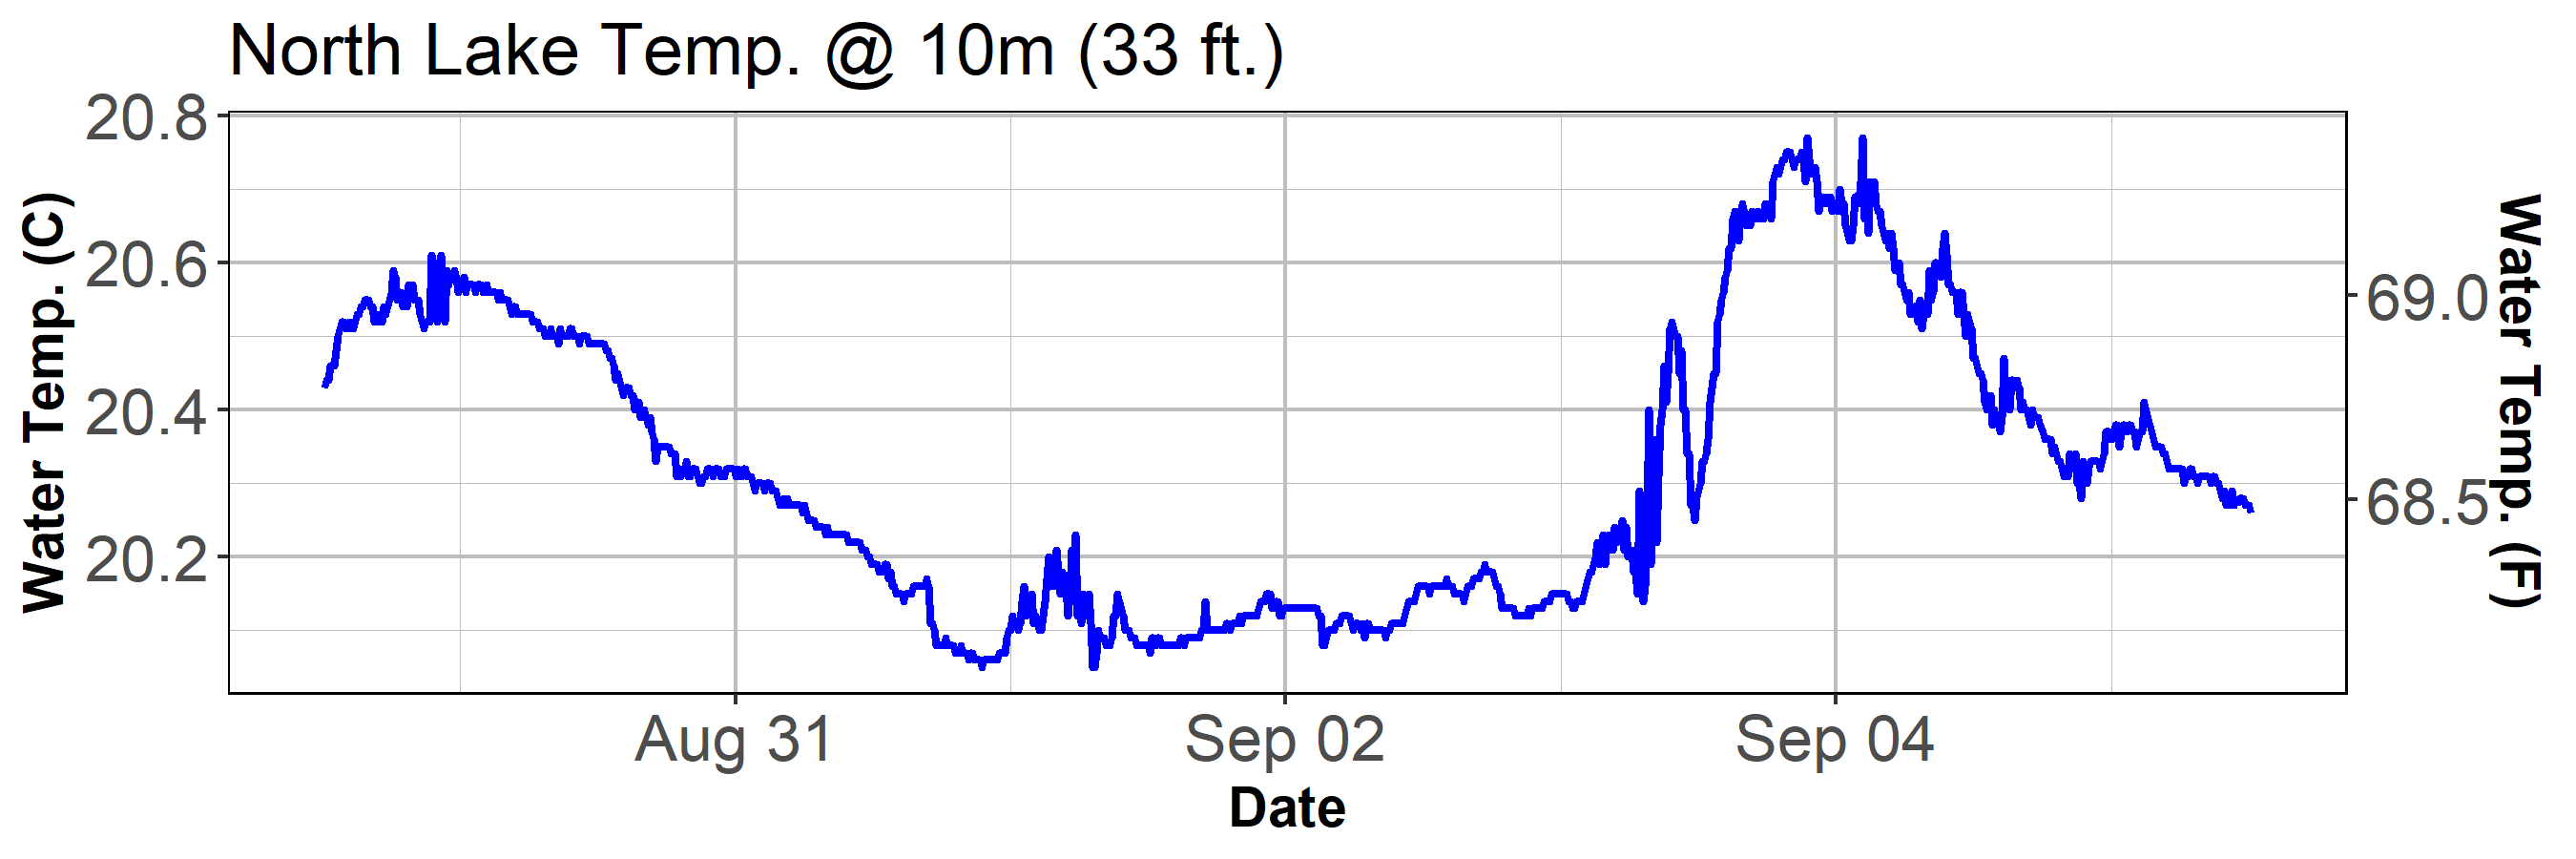 North Lake Temp. @ 10m (33 ft.)
Water Temp. (C)
20.8
20.6
20.4
20.2
69.0
68.5
Water Temp. (F)
Aug 31
Sep 02
Sep 04
Date